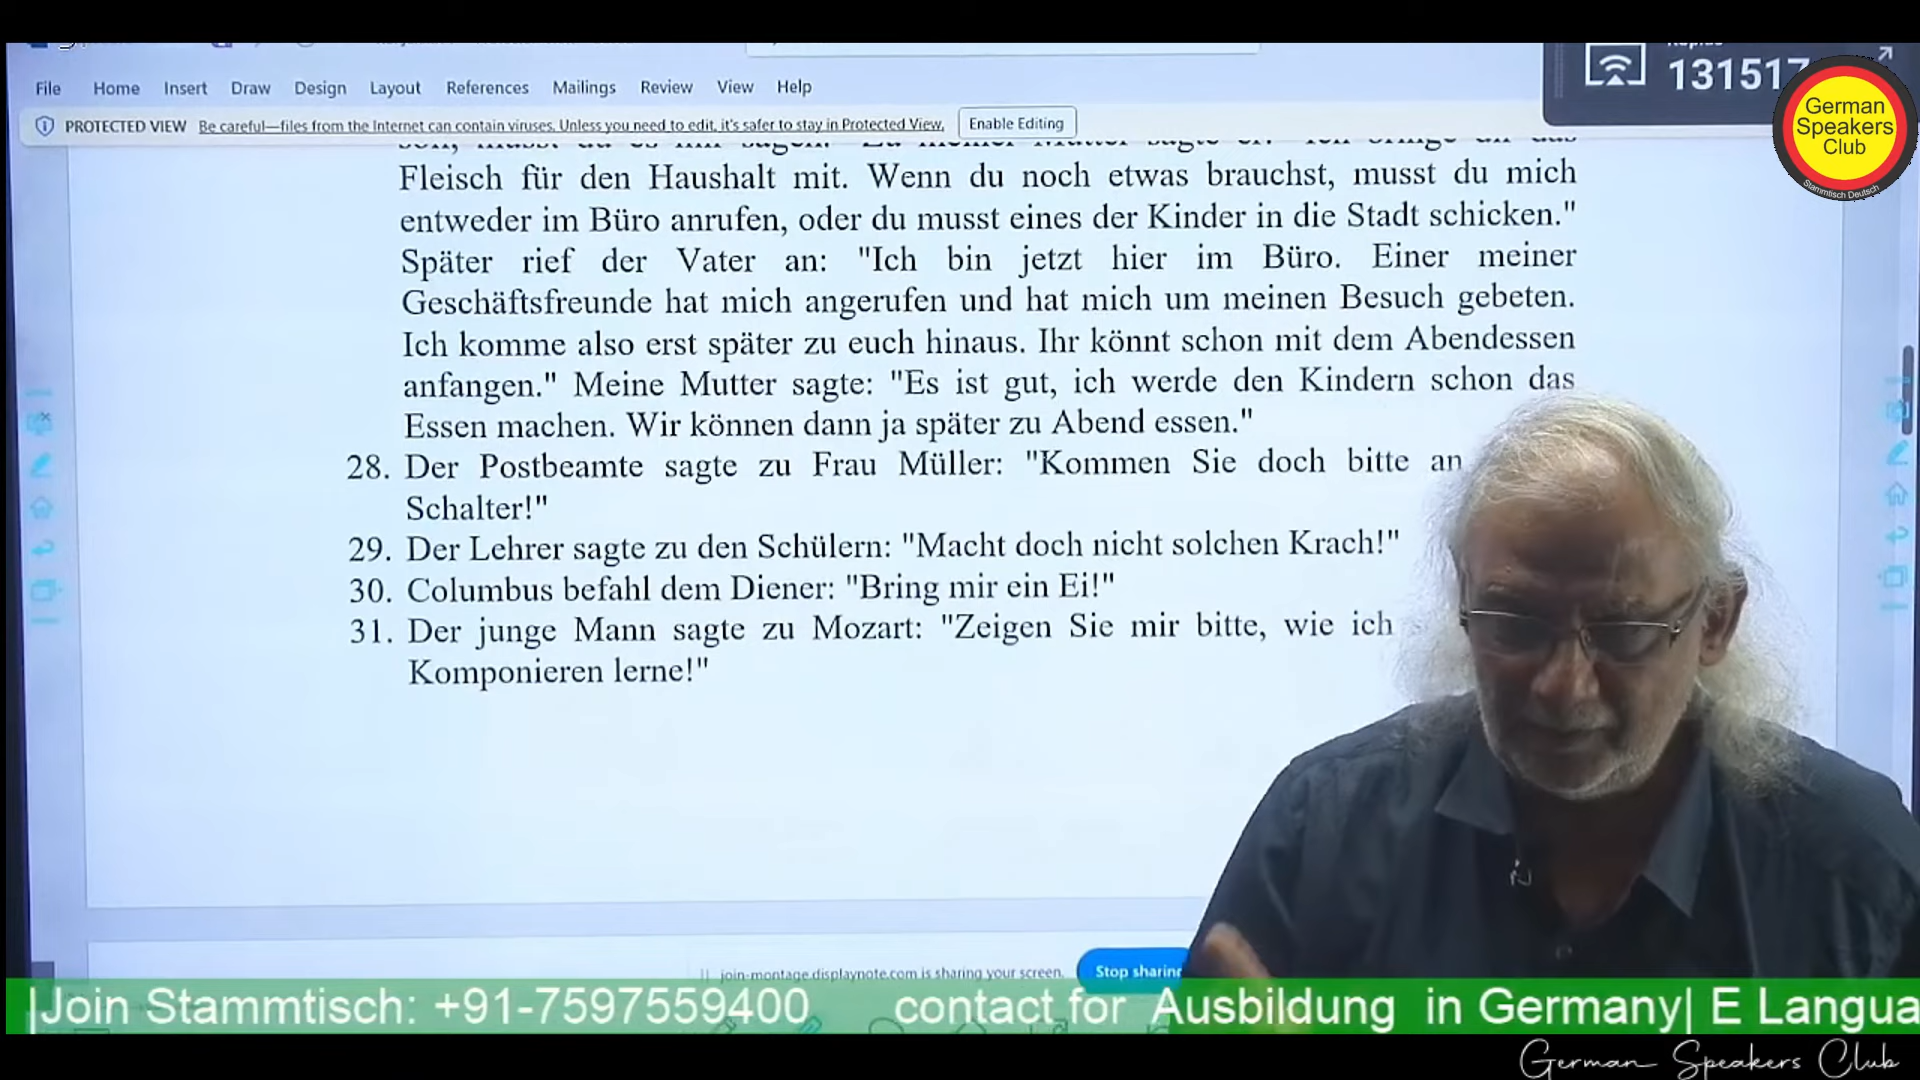 File Home Insert Draw Design Layout References Mailings Review View Help
131517
PROTECTED VIEW Be careful—files from the Internet can contain viruses. Unless you need to edit, it's safer to stay in Protected View. Enable Editing
German
Speakers
Club
Stammtisch Deutsch
Fleisch für den Haushalt mit. Wenn du noch etwas brauchst, musst du mich
entweder im Büro anrufen, oder du musst eines der Kinder in die Stadt schicken."
Später rief der Vater an: "Ich bin jetzt hier im Büro. Einer meiner
Geschäftsfreunde hat mich angerufen und hat mich um meinen Besuch gebeten.
Ich komme also erst später zu euch hinaus. Ihr könnt schon mit dem Abendessen
anfangen." Meine Mutter sagte: "Es ist gut, ich werde den Kindern schon das
Essen machen. Wir können dann ja später zu Abend essen."
28. Der Postbeamte sagte zu Frau Müller: "Kommen Sie doch bitte an
Schalter!"
29. Der Lehrer sagte zu den Schülern: "Macht doch nicht solchen Krach!"
30. Columbus befahl dem Diener: "Bring mir ein Ei!"
31. Der junge Mann sagte zu Mozart: "Zeigen Sie mir bitte, wie ich
Komponieren lerne!"
join-montage.displaynote.com is sharing your screen. Stop sharing
|Join Stammtisch: +91-7597559400 contact for Ausbildung in Germany| E Langua
German Speakers Club